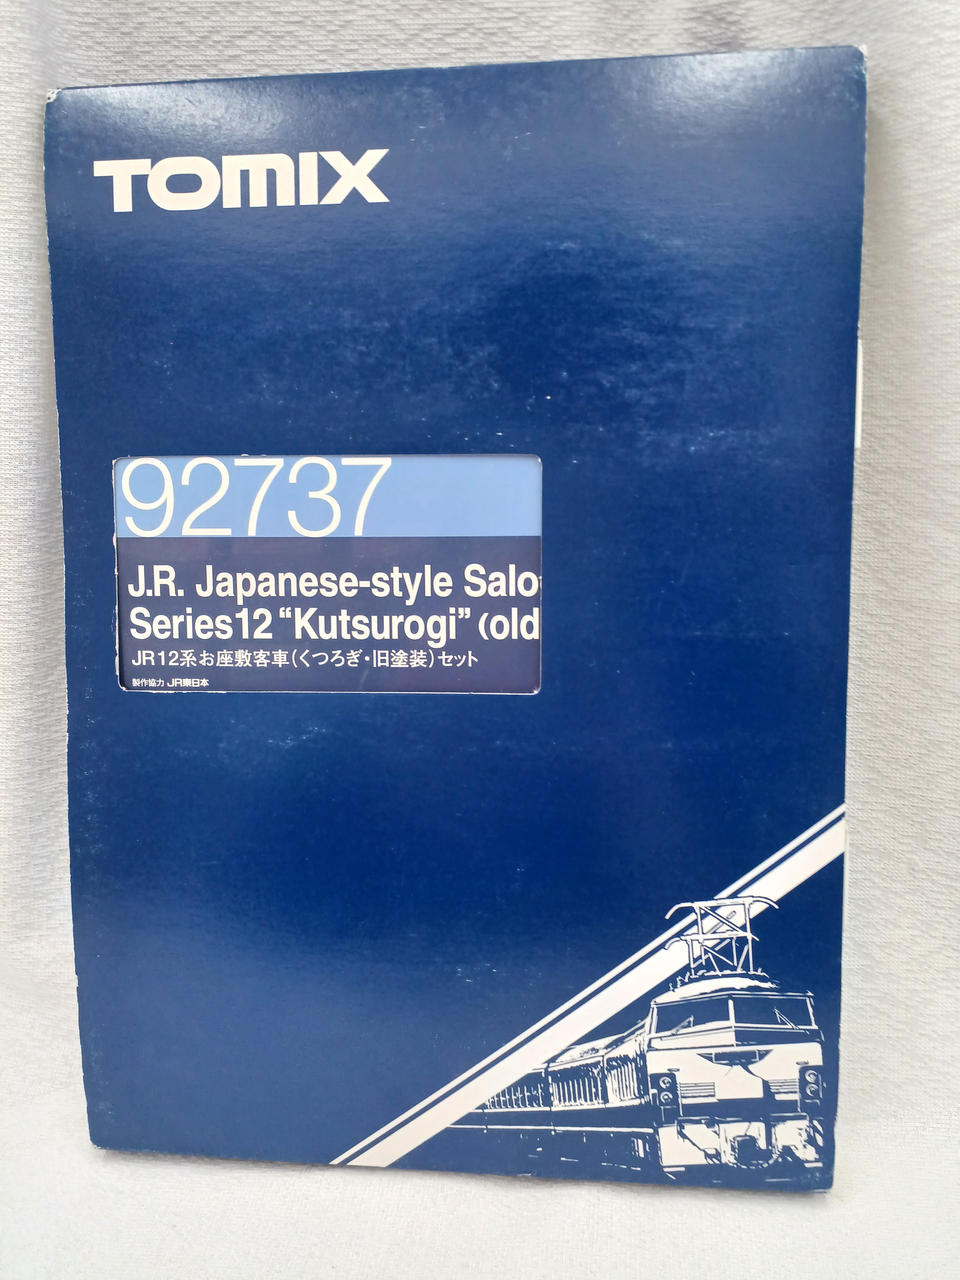 TOMIX
92737
J.R. Japanese-style Salo
Series12 “Kutsurogi” (old
JR12系お座敷客車(くつろぎ・旧塗装)セット
製作協力 JR東日本